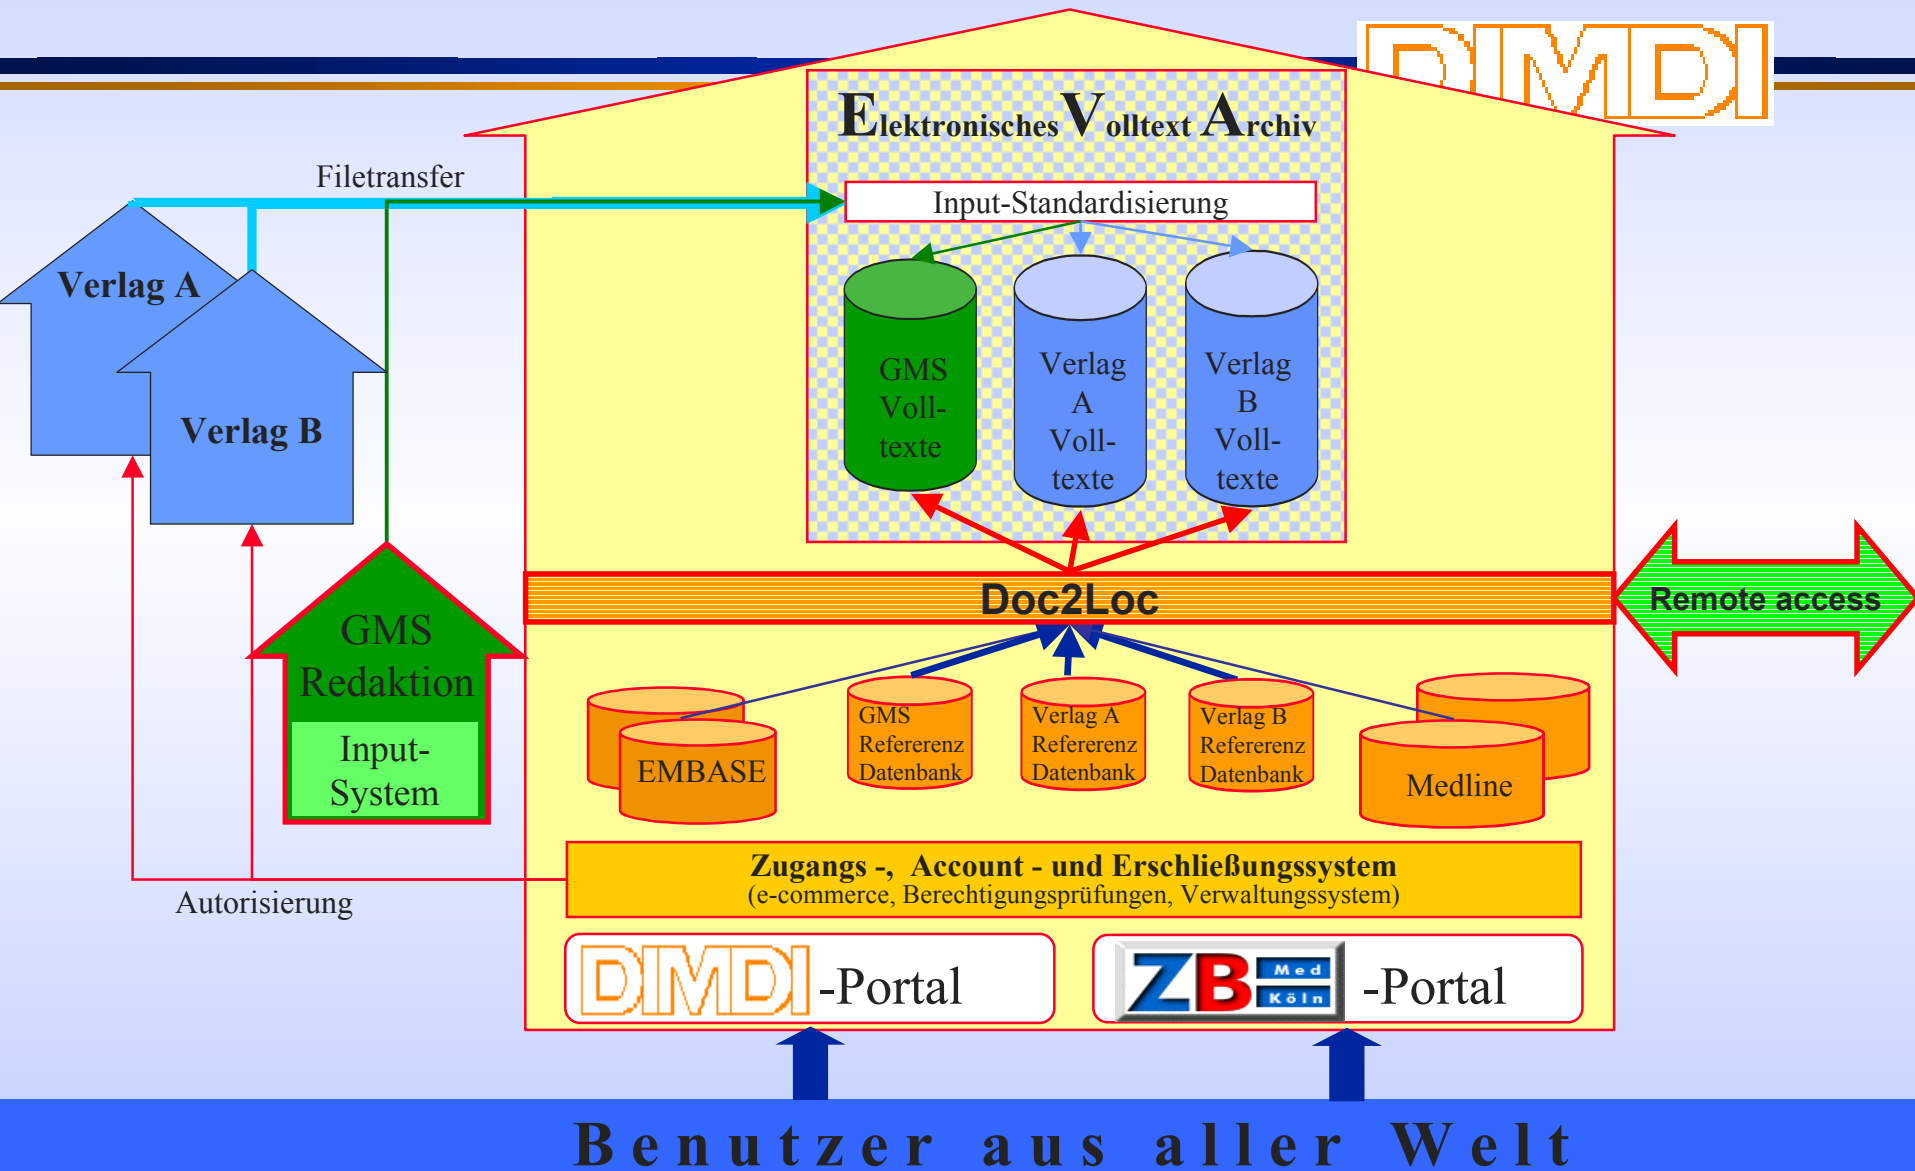 DIMDI
Elektronisches Volltext Archiv
Filetransfer
Input-Standardisierung
Verlag A
Verlag B
GMS
Voll-
texte
Verlag
A
Voll-
texte
Verlag
B
Voll-
texte
Doc2Loc
Remote access
GMS
Redaktion
Input-
System
EMBASE
GMS
Refererenz
Datenbank
Verlag A
Refererenz
Datenbank
Verlag B
Refererenz
Datenbank
Medline
Zugangs -, Account - und Erschließungssystem
(e-commerce, Berechtigungsprüfungen, Verwaltungssystem)
Autorisierung
DIMDI -Portal
ZB Med Köln -Portal
Benutzer aus aller Welt